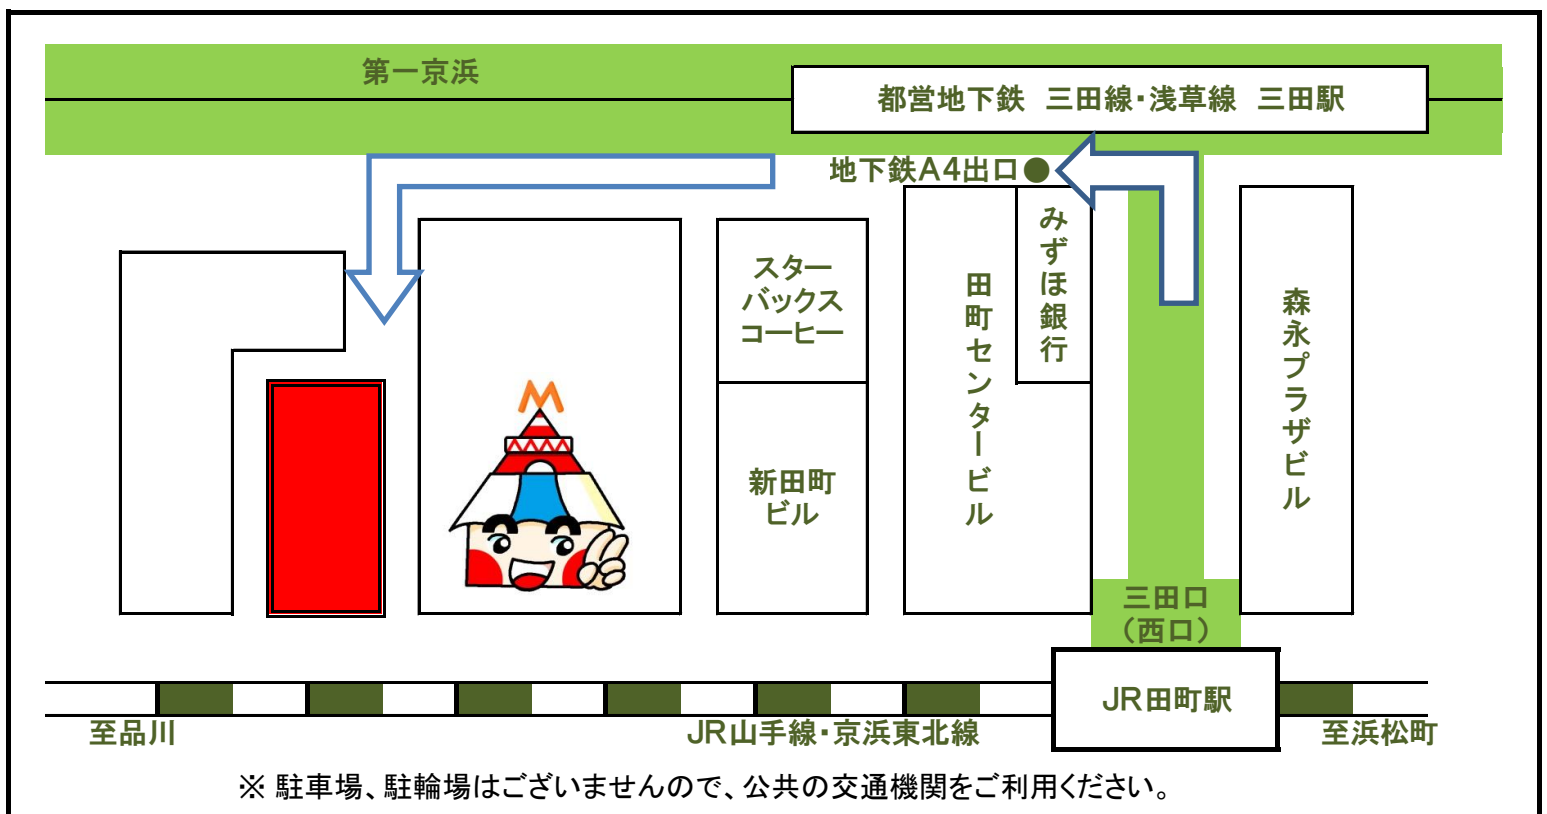 第一京浜
都営地下鉄　三田線・浅草線　三田駅
地下鉄A4出口●
みずほ銀行
スター
バックス
コーヒー
田町センタービル
森永プラザビル
新田町
ビル
三田口
（西口）
JR田町駅
至品川
JR山手線・京浜東北線
至浜松町
※ 駐車場、駐輪場はございませんので、公共の交通機関をご利用ください。